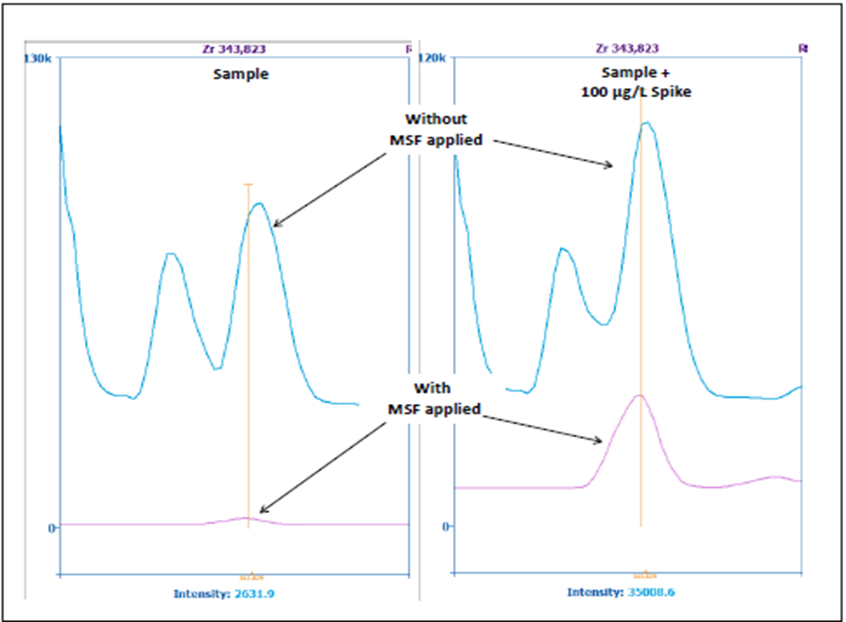 Zr 343,823
130k
Sample
0
Intensity: 2631.9
Without
MSF applied
With
MSF applied
Zr 343,823
120k
Sample +
100 µg/L Spike
0
Intensity: 35008.6